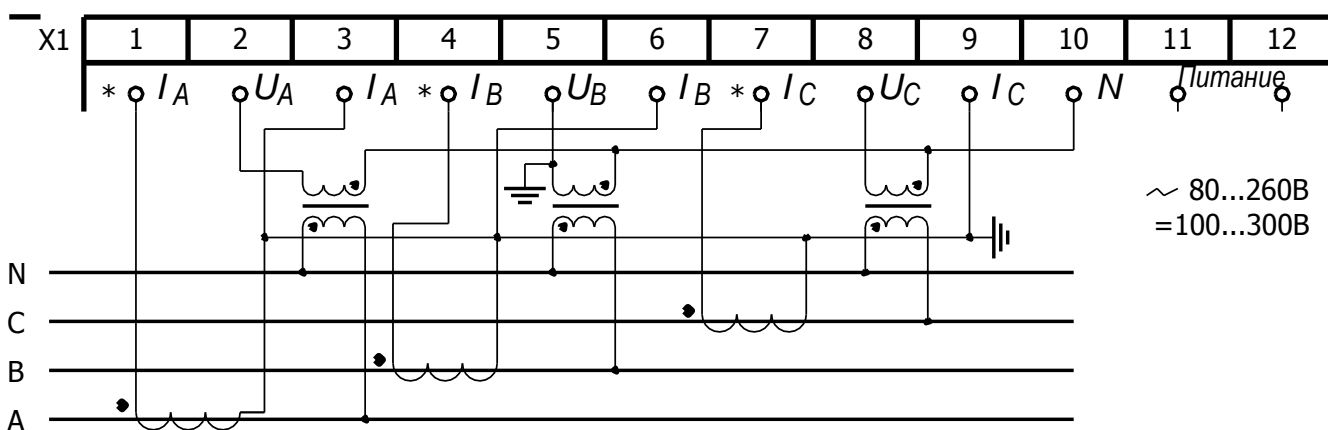 X1 1 2 3 4 5 6 7 8 9 10 11 12
* I A U A I A * I B U B I B * I C U C I C N Питание
~ 80...260В
=100...300В
N
C
B
A